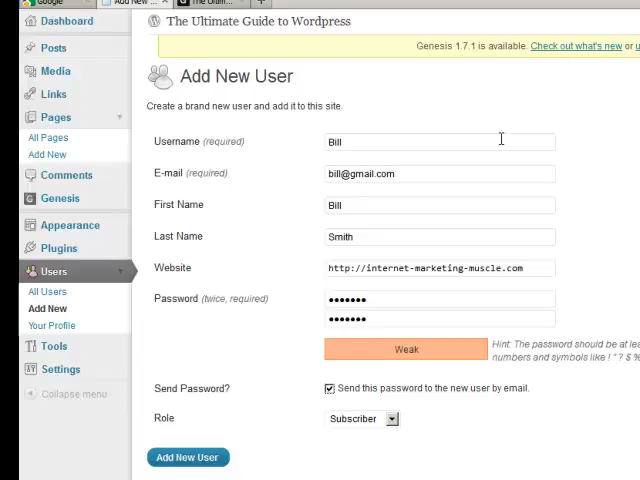 Google
Add New ...
The Ultim...
Dashboard
The Ultimate Guide to Wordpress
Posts
Genesis 1.7.1 is available. Check out what's new or
Media
Add New User
Links
Create a brand new user and add it to this site.
Pages
All Pages
Add New
Username (required)
Bill
Comments
E-mail (required)
bill@gmail.com
Genesis
First Name
Bill
Appearance
Last Name
Smith
Plugins
Users
Website
http://internet-marketing-muscle.com
All Users
Password (twice, required)
•••••••
Add New
•••••••
Your Profile
Tools
Weak
Hint: The password should be at lea
numbers and symbols like ! " ? $ %
Settings
Send Password?
Send this password to the new user by email.
Collapse menu
Role
Subscriber
Add New User